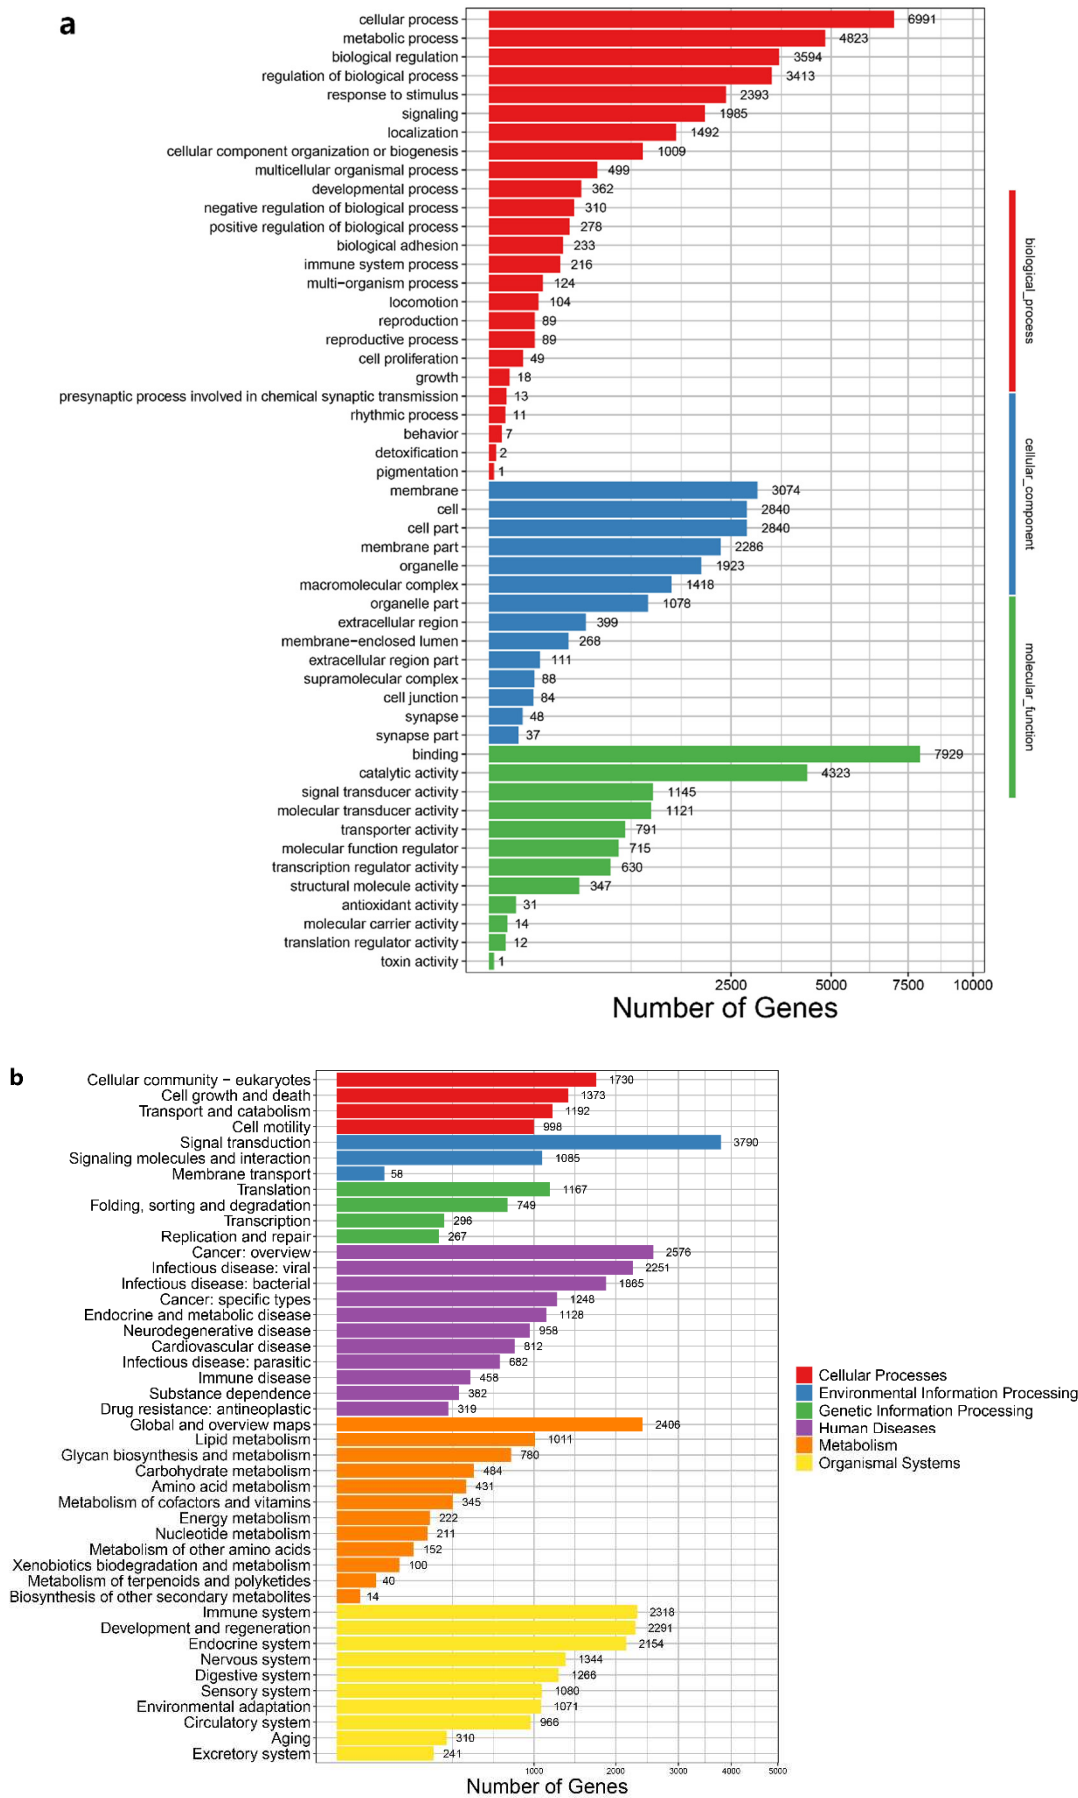 a
cellular process 6991
metabolic process 4823
biological regulation 3594
regulation of biological process 3413
response to stimulus 2393
signaling 1985
localization 1492
cellular component organization or biogenesis 1009
multicellular organismal process 499
developmental process 362
negative regulation of biological process 310
positive regulation of biological process 278
biological adhesion 233
immune system process 216
multi−organism process 124
locomotion 104
reproduction 89
reproductive process 89
cell proliferation 49
growth 18
presynaptic process involved in chemical synaptic transmission 13
rhythmic process 11
behavior 7
detoxification 2
pigmentation 1
membrane 3074
cell 2840
cell part 2840
membrane part 2286
organelle 1923
macromolecular complex 1418
organelle part 1078
extracellular region 399
membrane−enclosed lumen 268
extracellular region part 111
supramolecular complex 88
cell junction 84
synapse 48
synapse part 37
binding 7929
catalytic activity 4323
signal transducer activity 1145
molecular transducer activity 1121
transporter activity 791
molecular function regulator 715
transcription regulator activity 630
structural molecule activity 347
antioxidant activity 31
molecular carrier activity 14
translation regulator activity 12
toxin activity 1
2500 5000 7500 10000
Number of Genes
biological_process
cellular_component
molecular_function
b
Cellular community − eukaryotes 1730
Cell growth and death 1373
Transport and catabolism 1192
Cell motility 998
Signal transduction 3790
Signaling molecules and interaction 1085
Membrane transport 58
Translation 1167
Folding, sorting and degradation 749
Transcription 296
Replication and repair 267
Cancer: overview 2576
Infectious disease: viral 2251
Infectious disease: bacterial 1865
Cancer: specific types 1248
Endocrine and metabolic disease 1128
Neurodegenerative disease 958
Cardiovascular disease 812
Infectious disease: parasitic 682
Immune disease 458
Substance dependence 382
Drug resistance: antineoplastic 319
Global and overview maps 2406
Lipid metabolism 1011
Glycan biosynthesis and metabolism 780
Carbohydrate metabolism 484
Amino acid metabolism 431
Metabolism of cofactors and vitamins 345
Energy metabolism 222
Nucleotide metabolism 211
Metabolism of other amino acids 152
Xenobiotics biodegradation and metabolism 100
Metabolism of terpenoids and polyketides 40
Biosynthesis of other secondary metabolites 14
Immune system 2318
Development and regeneration 2291
Endocrine system 2154
Nervous system 1344
Digestive system 1266
Sensory system 1080
Environmental adaptation 1071
Circulatory system 966
Aging 310
Excretory system 241
1000 2000 3000 4000 5000
Number of Genes
Cellular Processes
Environmental Information Processing
Genetic Information Processing
Human Diseases
Metabolism
Organismal Systems